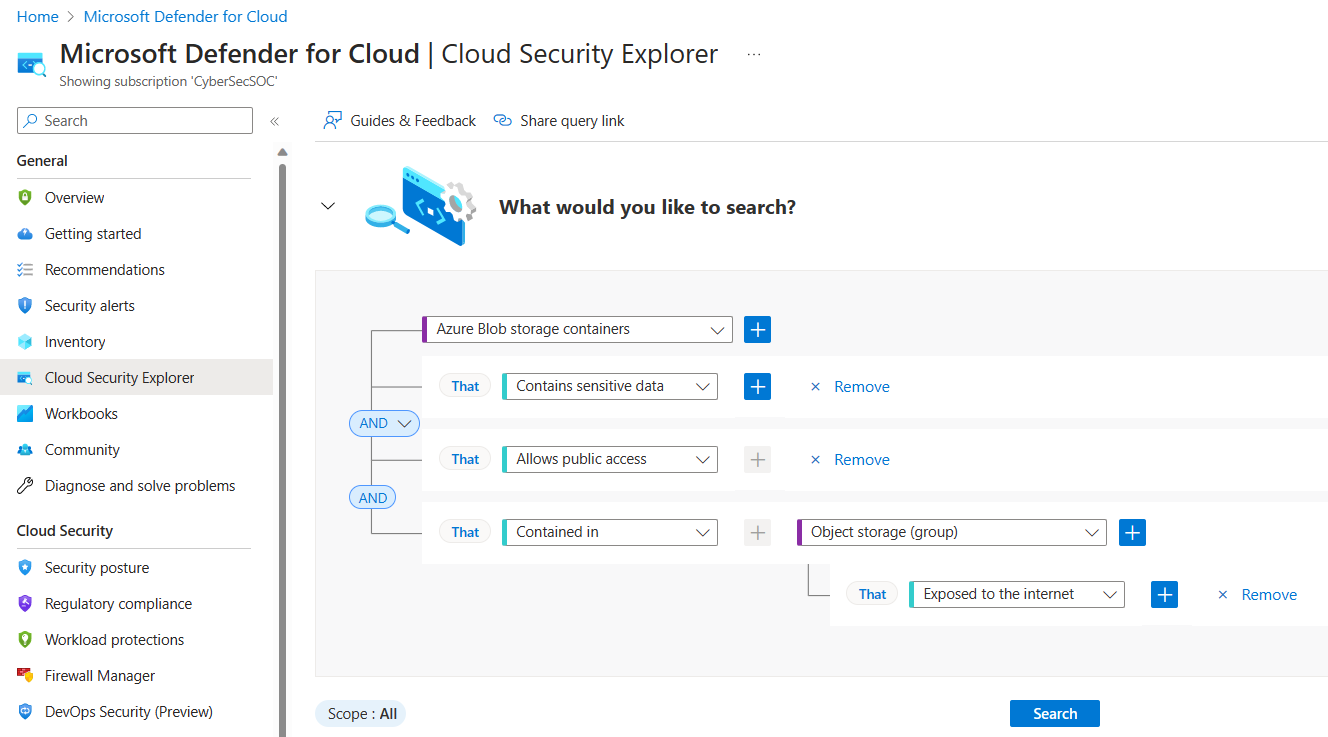 Home > Microsoft Defender for Cloud
Microsoft Defender for Cloud | Cloud Security Explorer ...
Showing subscription 'CyberSecSOC'
Search «
General
Overview
Getting started
Recommendations
Security alerts
Inventory
Cloud Security Explorer
Workbooks
Community
Diagnose and solve problems
Cloud Security
Security posture
Regulatory compliance
Workload protections
Firewall Manager
DevOps Security (Preview)
Guides & Feedback Share query link
What would you like to search?
Azure Blob storage containers +
That Contains sensitive data + × Remove
AND
That Allows public access + × Remove
AND
That Contained in + Object storage (group) +
That Exposed to the internet + × Remove
Scope : All Search